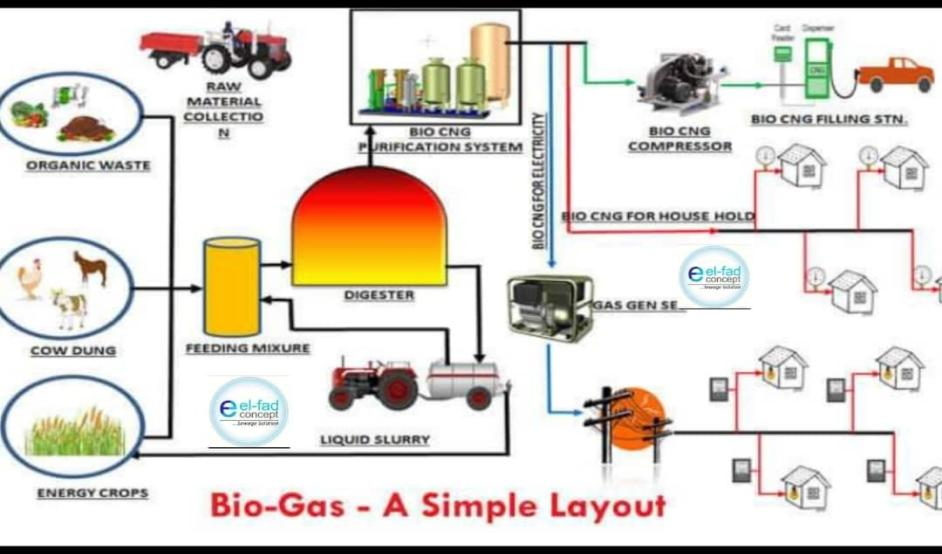 RAW
MATERIAL
COLLECTIO
N
ORGANIC WASTE
BIO CNG
PURIFICATION SYSTEM
BIO CNG
COMPRESSOR
Card
Reader
Dispenser
CNG
BIO CNG FILLING STN.
BIO CNG FOR ELECTRICITY
BIO CNG FOR HOUSE HOLD
COW DUNG
FEEDING MIXURE
DIGESTER
GAS GEN SE
e el-fad
concept
...Sewage Solution
e el-fad
concept
...Sewage Solution
LIQUID SLURRY
ENERGY CROPS
Bio-Gas - A Simple Layout